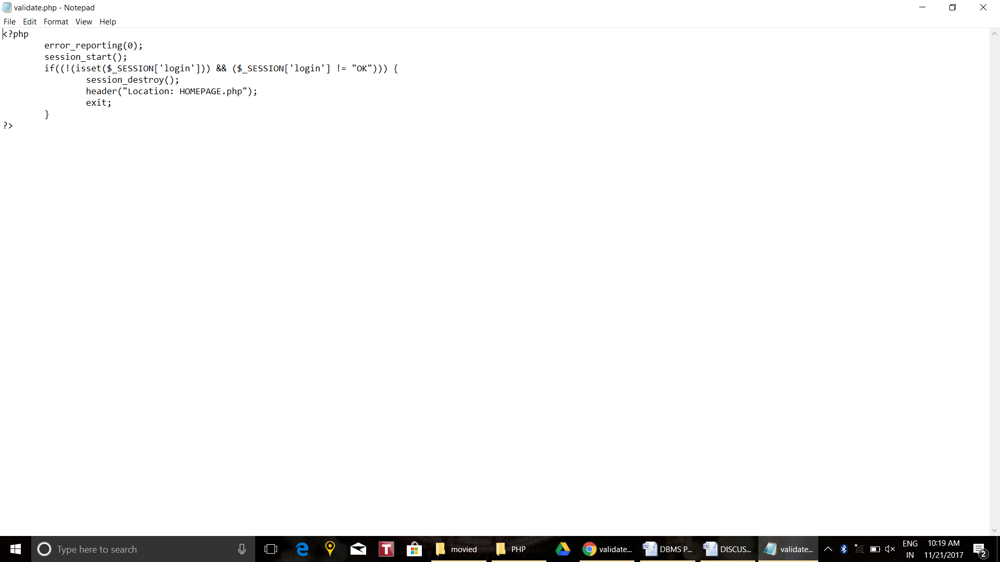 validate.php - Notepad
File Edit Format View Help
<?php
        error_reporting(0);
        session_start();
        if((!(isset($_SESSION['login'])) && ($_SESSION['login'] != "OK"))) {
                session_destroy();
                header("Location: HOMEPAGE.php");
                exit;
        }
?>
Type here to search
T
movied
PHP
validate...
DBMS P...
DISCUS...
validate...
ENG
IN
10:19 AM
11/21/2017
2